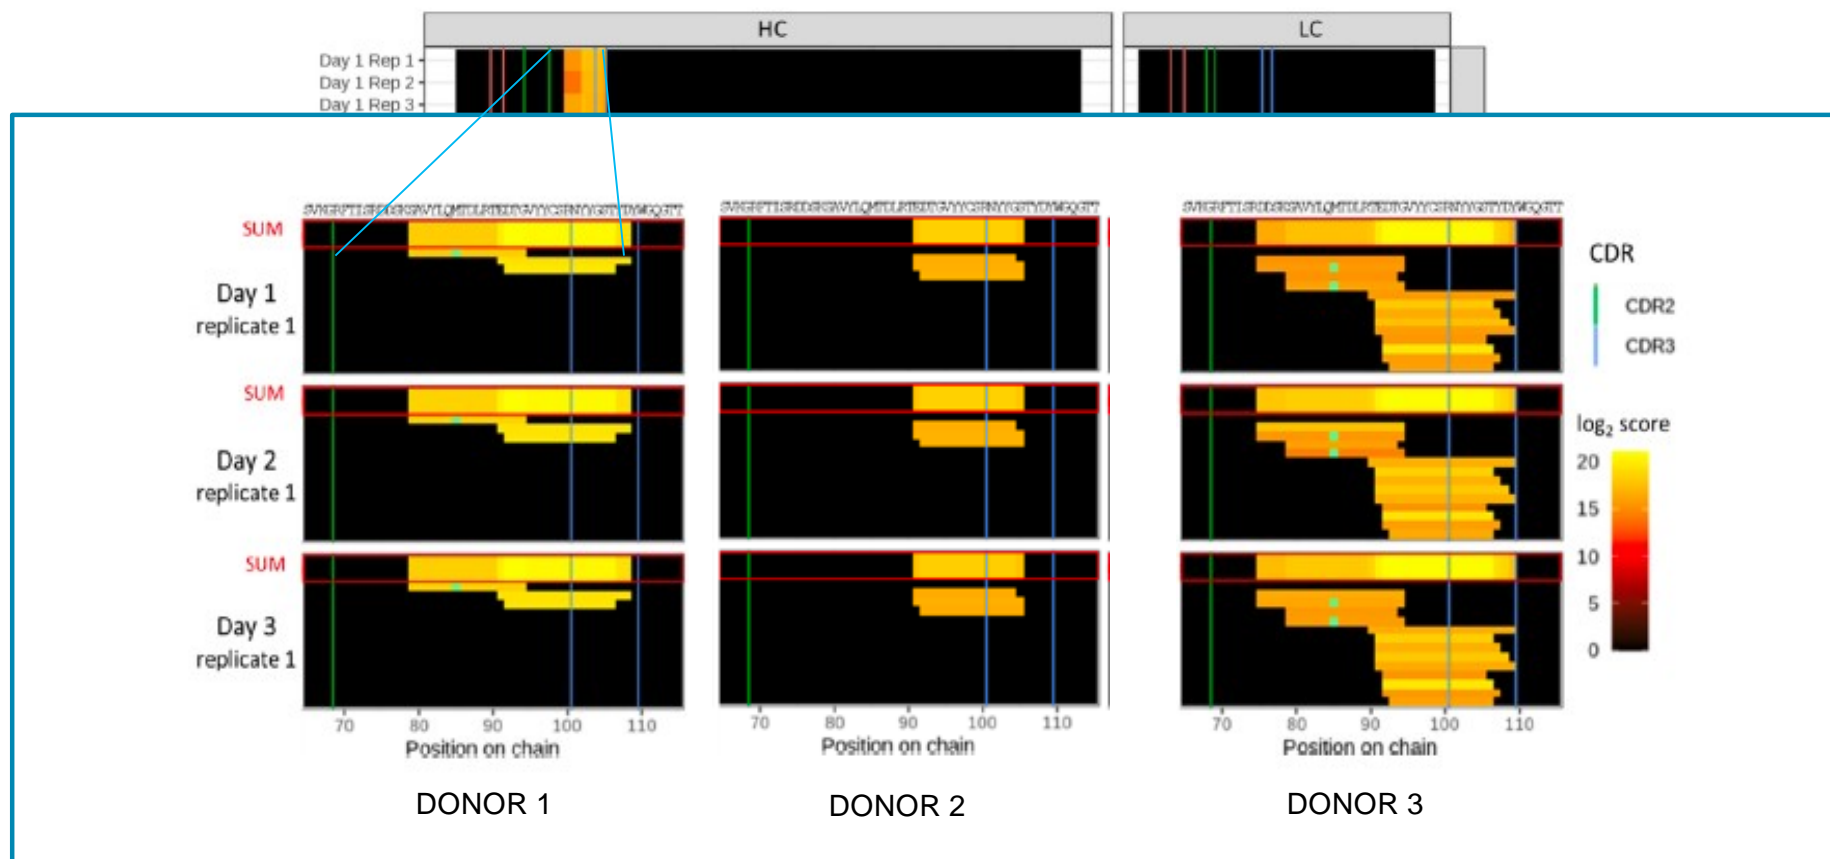 HC
LC
Day 1 Rep 1
Day 1 Rep 2
Day 1 Rep 3
SUM
Day 1
replicate 1
SUM
Day 2
replicate 1
SUM
Day 3
replicate 1
70 80 90 100 110
Position on chain
DONOR 1
70 80 90 100 110
Position on chain
DONOR 2
70 80 90 100 110
Position on chain
DONOR 3
CDR
CDR2
CDR3
log₂ score
20
15
10
5
0